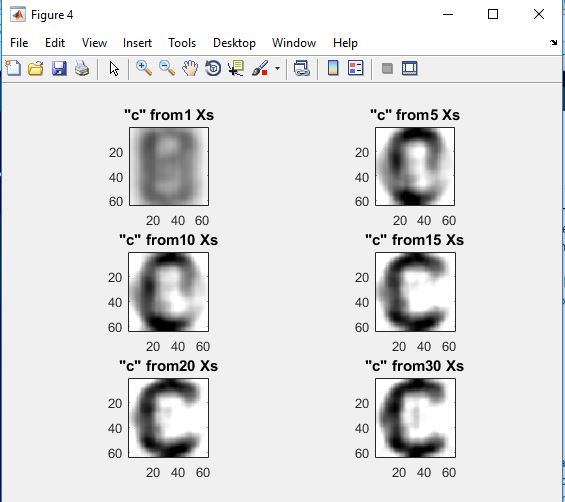 Figure 4
File Edit View Insert Tools Desktop Window Help
"c" from1 Xs
20
40
60
20 40 60
"c" from5 Xs
20
40
60
20 40 60
"c" from10 Xs
20
40
60
20 40 60
"c" from15 Xs
20
40
60
20 40 60
"c" from20 Xs
20
40
60
20 40 60
"c" from30 Xs
20
40
60
20 40 60